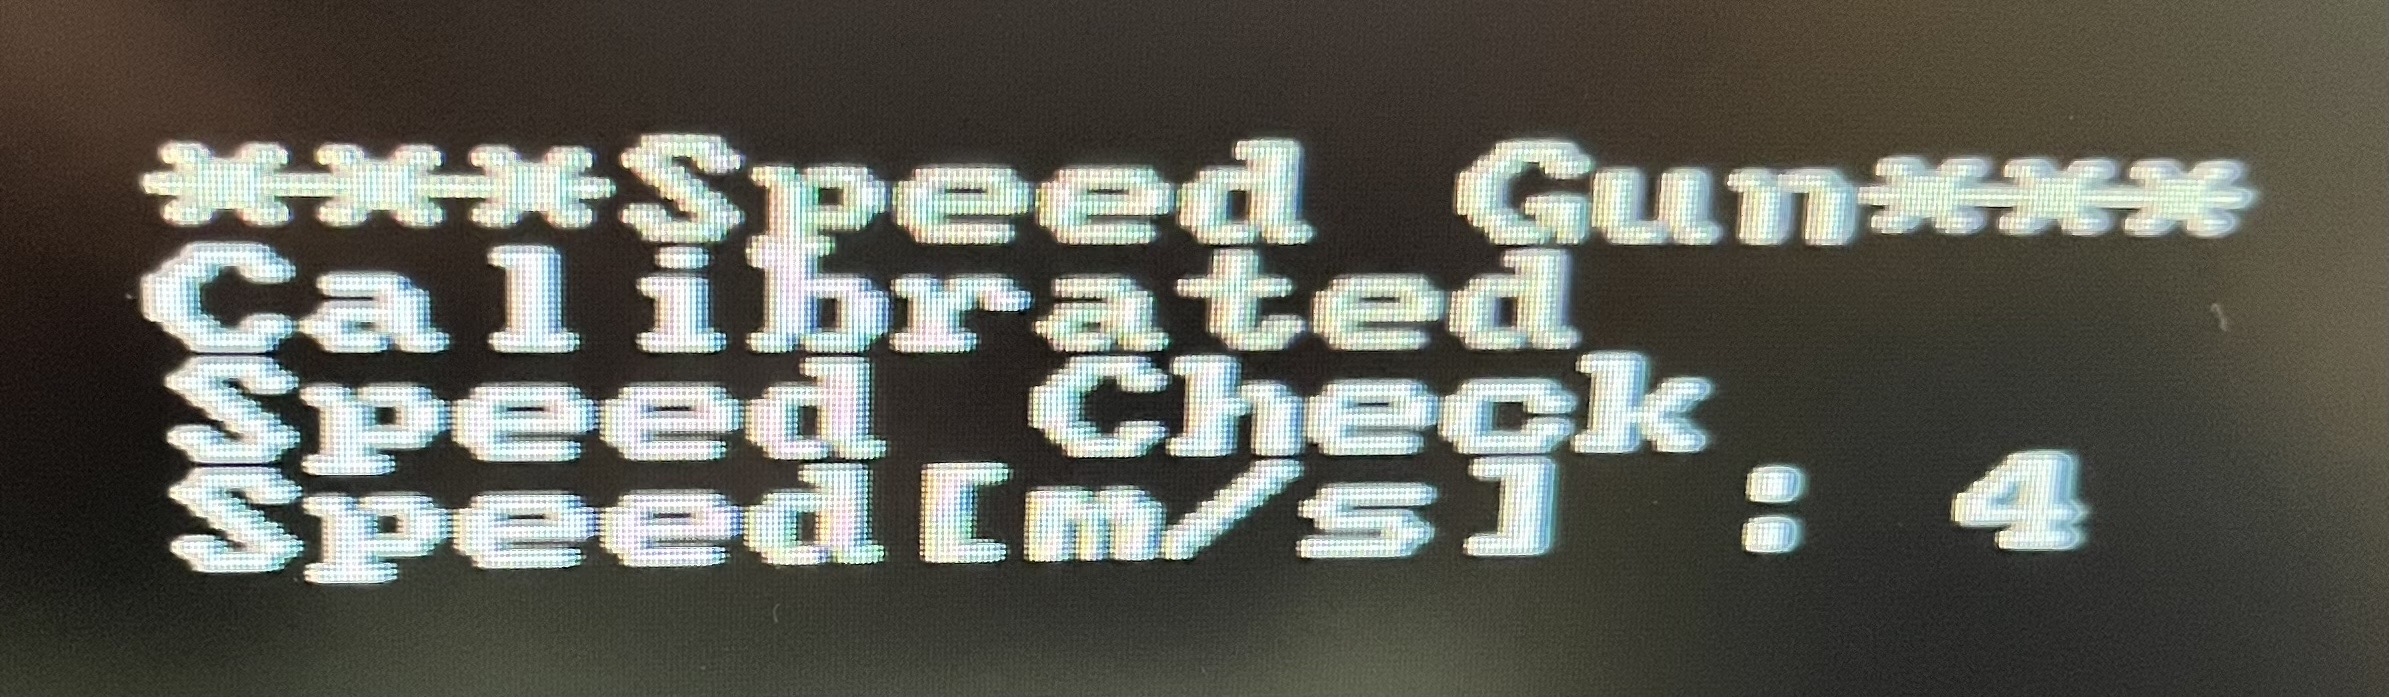 ***Speed Gun***
Calibrated
Speed Check
Speed[m/s] : 4